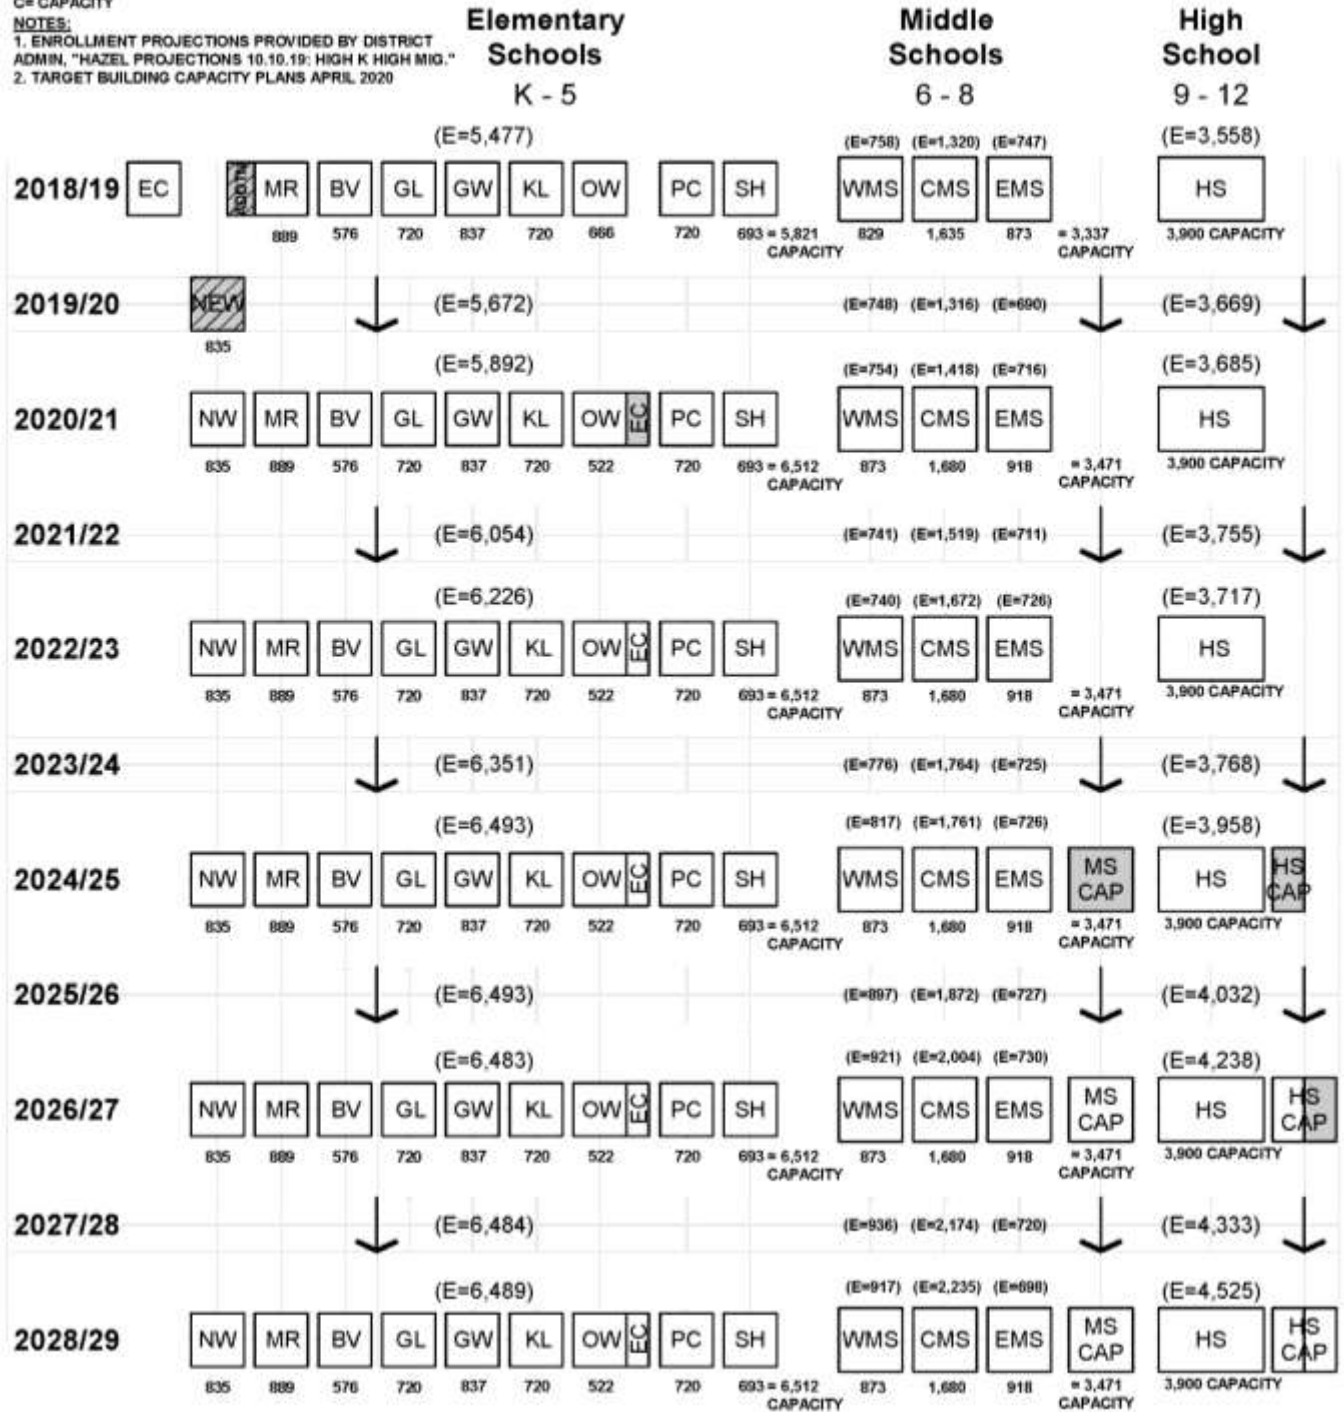 C= CAPACITY
NOTES:
1. ENROLLMENT PROJECTIONS PROVIDED BY DISTRICT
ADMIN, "HAZEL PROJECTIONS 10.10.19: HIGH K HIGH MIG."
2. TARGET BUILDING CAPACITY PLANS APRIL 2020
Elementary Schools K - 5
Middle Schools 6 - 8
High School 9 - 12
(E=5,477) (E=758) (E=1,320) (E=747) (E=3,558)
2018/19 EC ADDTN MR BV GL GW KL OW PC SH WMS CMS EMS HS
889 576 720 837 720 666 720 693 = 5,821 CAPACITY 829 1,635 873 = 3,337 CAPACITY 3,900 CAPACITY
2019/20 NEW (E=5,672) (E=748) (E=1,316) (E=690) (E=3,669)
835
(E=5,892) (E=754) (E=1,418) (E=716) (E=3,685)
2020/21 NW MR BV GL GW KL OW EC PC SH WMS CMS EMS HS
835 889 576 720 837 720 522 720 693 = 6,512 CAPACITY 873 1,680 918 = 3,471 CAPACITY 3,900 CAPACITY
2021/22 (E=6,054) (E=741) (E=1,519) (E=711) (E=3,755)
(E=6,226) (E=740) (E=1,672) (E=726) (E=3,717)
2022/23 NW MR BV GL GW KL OW EC PC SH WMS CMS EMS HS
835 889 576 720 837 720 522 720 693 = 6,512 CAPACITY 873 1,680 918 = 3,471 CAPACITY 3,900 CAPACITY
2023/24 (E=6,351) (E=776) (E=1,764) (E=725) (E=3,768)
(E=6,493) (E=817) (E=1,761) (E=726) (E=3,958)
2024/25 NW MR BV GL GW KL OW EC PC SH WMS CMS EMS MS CAP HS HS CAP
835 889 576 720 837 720 522 720 693 = 6,512 CAPACITY 873 1,680 918 = 3,471 CAPACITY 3,900 CAPACITY
2025/26 (E=6,493) (E=897) (E=1,872) (E=727) (E=4,032)
(E=6,483) (E=921) (E=2,004) (E=730) (E=4,238)
2026/27 NW MR BV GL GW KL OW EC PC SH WMS CMS EMS MS CAP HS HS CAP
835 889 576 720 837 720 522 720 693 = 6,512 CAPACITY 873 1,680 918 = 3,471 CAPACITY 3,900 CAPACITY
2027/28 (E=6,484) (E=936) (E=2,174) (E=720) (E=4,333)
(E=6,489) (E=917) (E=2,235) (E=698) (E=4,525)
2028/29 NW MR BV GL GW KL OW EC PC SH WMS CMS EMS MS CAP HS HS CAP
835 889 576 720 837 720 522 720 693 = 6,512 CAPACITY 873 1,680 918 = 3,471 CAPACITY 3,900 CAPACITY